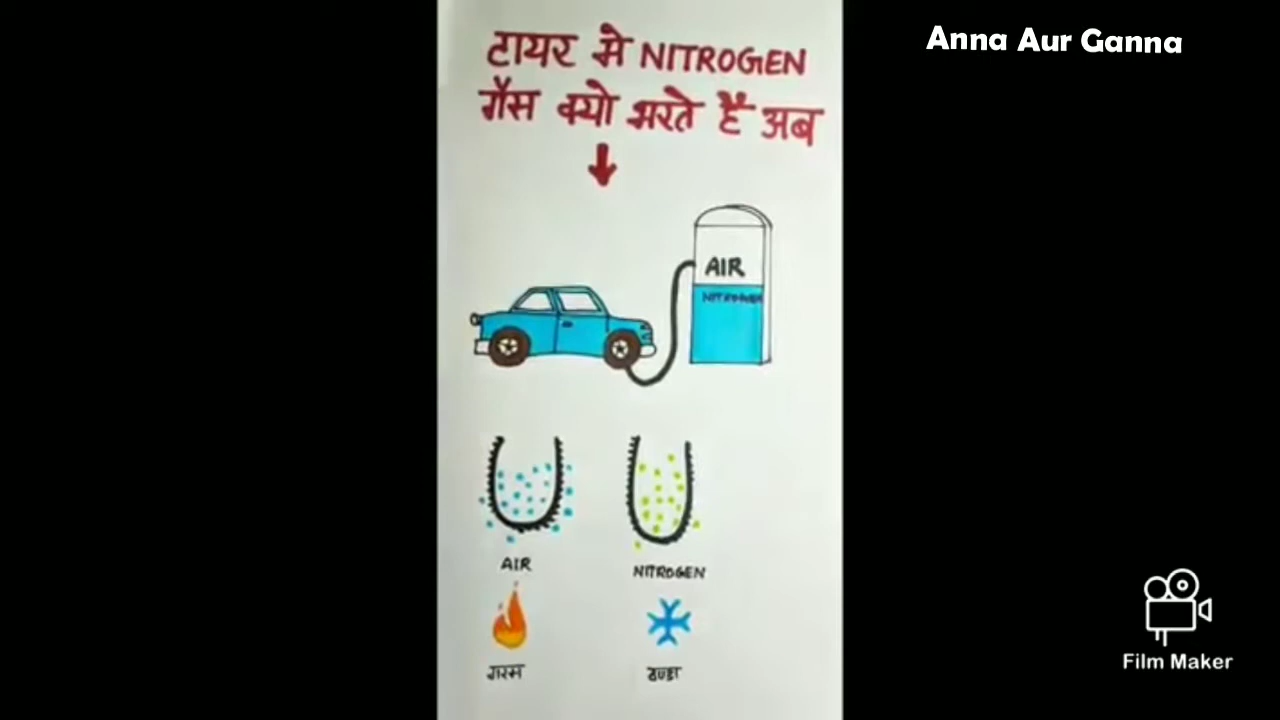 Anna Aur Ganna
टायर मे NITROGEN
गैस क्यो भरते हैं अब
AIR
NITROGEN
AIR
NITROGEN
गरम
ठण्डा
Film Maker